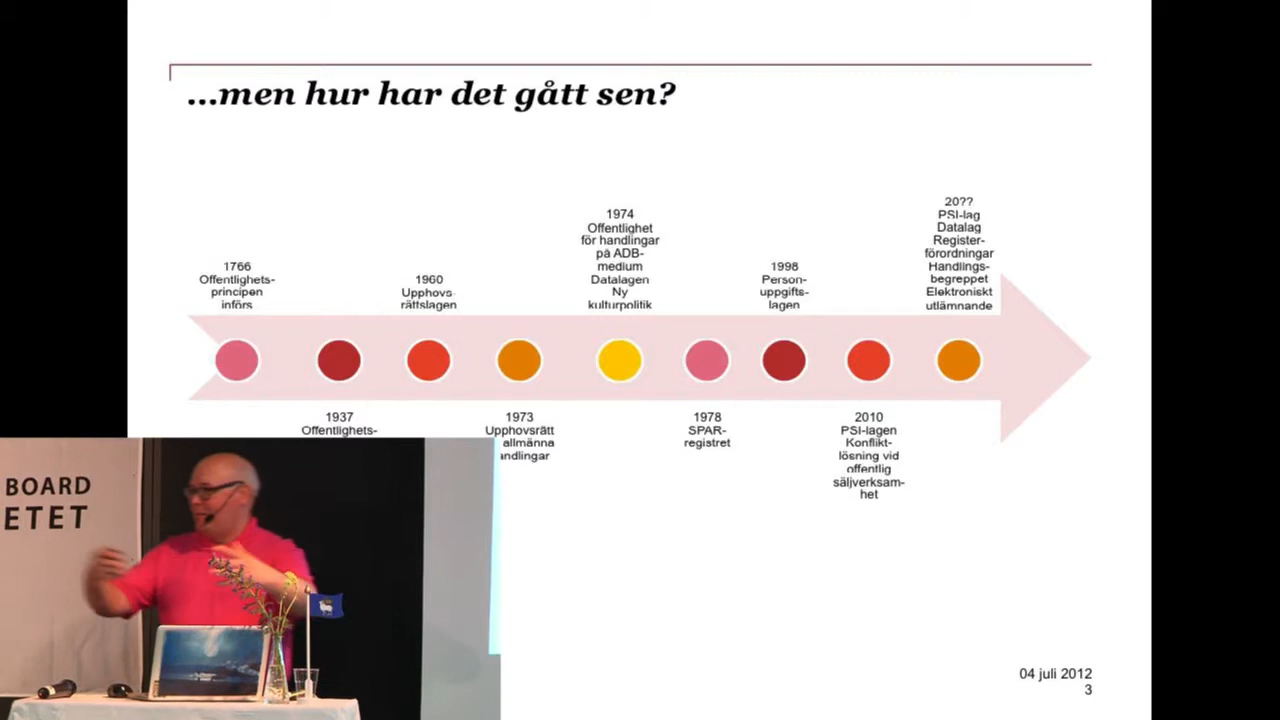 ...men hur har det gått sen?
1766
Offentlighets-
principen
införs
1960
Upphovs-
rättslagen
1974
Offentlighet
för handlingar
på ADB-
medium
Datalagen
Ny
kulturpolitik
1998
Person-
uppgifts-
lagen
20??
PSI-lag
Datalag
Register-
förordningar
Handlings-
begreppet
Elektroniskt
utlämnande
1937
Offentlighets-
1973
Upphovsrätt
allmänna
andlingar
1978
SPAR-
registret
2010
PSI-lagen
Konflikt-
lösning vid
offentlig
säljverksam-
het
BOARD
ETET
04 juli 2012
3